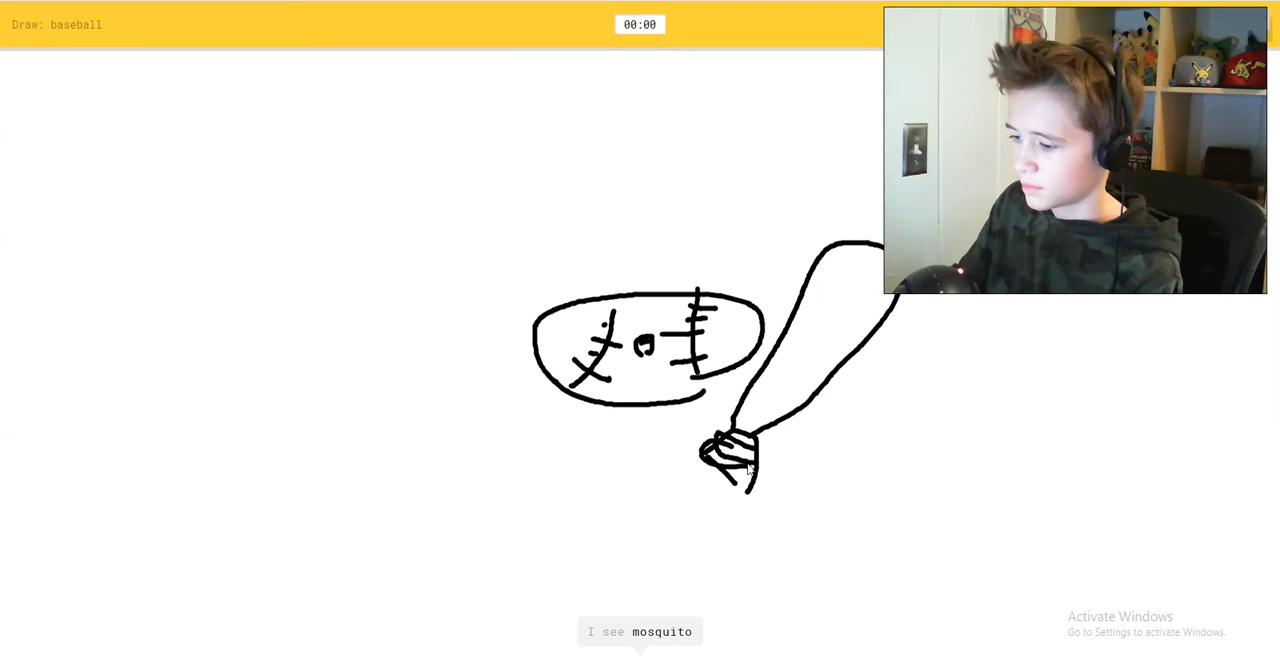 Draw: baseball
00:00
I see mosquito
Activate Windows
Go to Settings to activate Windows.